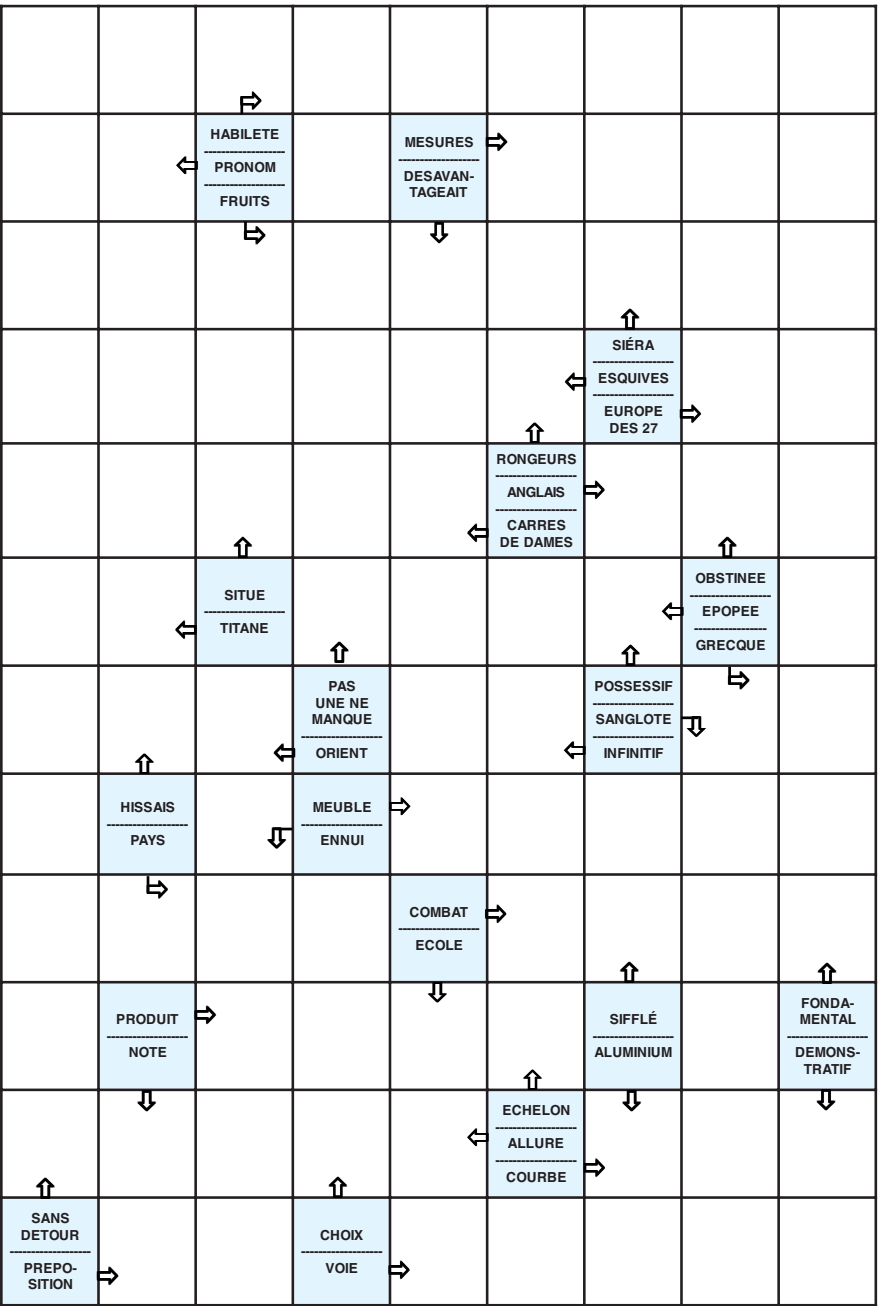 HABILETE
PRONOM
FRUITS
MESURES
DESAVAN-
TAGEAIT
SIÉRA
ESQUIVES
EUROPE
DES 27
RONGEURS
ANGLAIS
CARRES
DE DAMES
SITUE
TITANE
OBSTINEE
EPOPEE
GRECQUE
PAS
UNE NE
MANQUE
ORIENT
POSSESSIF
SANGLOTE
INFINITIF
HISSAIS
PAYS
MEUBLE
ENNUI
COMBAT
ECOLE
PRODUIT
NOTE
SIFFLÉ
ALUMINIUM
FONDA-
MENTAL
DEMONS-
TRATIF
ECHELON
ALLURE
COURBE
SANS
DETOUR
PREPO-
SITION
CHOIX
VOIE